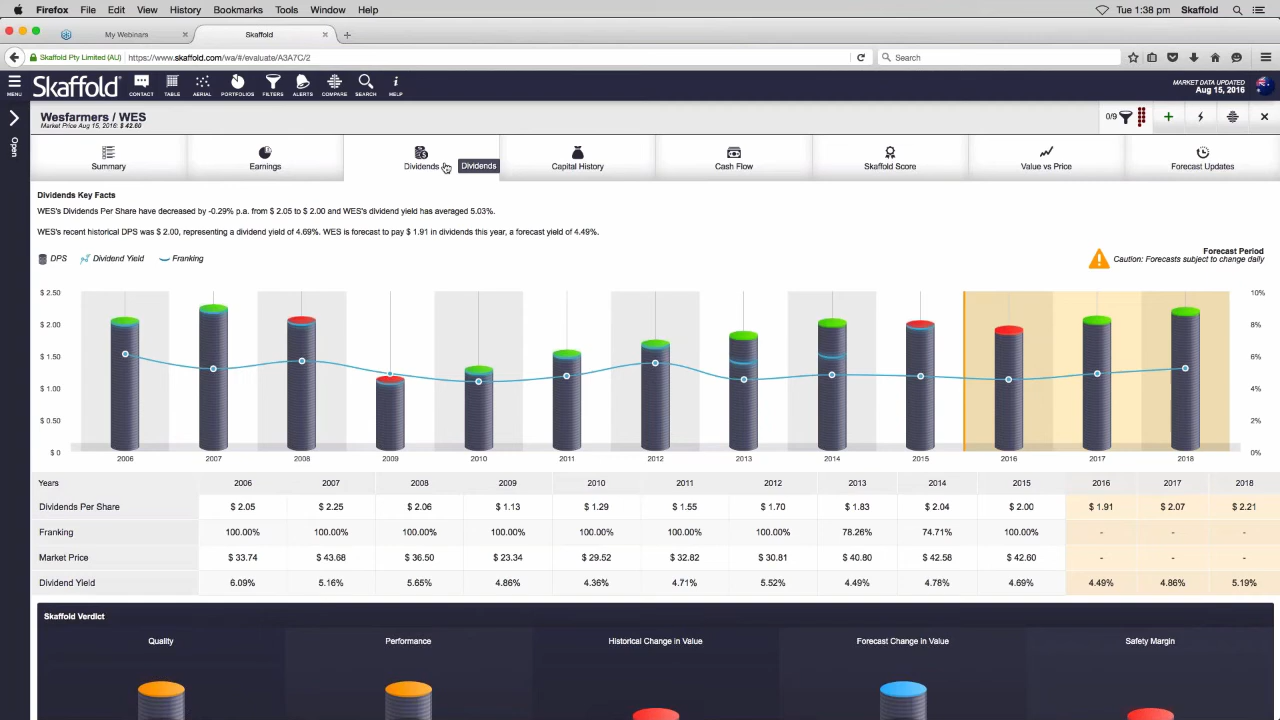 Firefox File Edit View History Bookmarks Tools Window Help
Tue 1:38 pm Skaffold
My Webinars
Skaffold
Skaffold Pty Limited (AU) https://www.skaffold.com/wa/#/evaluate/A3A7C/2
Search
MENU
Skaffold
CONTACT TABLE AERIAL PORTFOLIOS FILTERS ALERTS COMPARE SEARCH HELP
MARKET DATA UPDATED
Aug 15, 2016
Open
Wesfarmers / WES
Market Price Aug 15, 2016: $ 42.60
0/9
Summary Earnings Dividends Dividends Capital History Cash Flow Skaffold Score Value vs Price Forecast Updates
Dividends Key Facts
WES's Dividends Per Share have decreased by -0.29% p.a. from $ 2.05 to $ 2.00 and WES's dividend yield has averaged 5.03%.
WES's recent historical DPS was $ 2.00, representing a dividend yield of 4.69%. WES is forecast to pay $ 1.91 in dividends this year, a forecast yield of 4.49%.
DPS Dividend Yield Franking
Forecast Period
Caution: Forecasts subject to change daily
$ 2.50 10%
$ 2.00 8%
$ 1.50 6%
$ 1.00 4%
$ 0.50 2%
$ 0 0%
2006 2007 2008 2009 2010 2011 2012 2013 2014 2015 2016 2017 2018
Years 2006 2007 2008 2009 2010 2011 2012 2013 2014 2015 2016 2017 2018
Dividends Per Share $ 2.05 $ 2.25 $ 2.06 $ 1.13 $ 1.29 $ 1.55 $ 1.70 $ 1.83 $ 2.04 $ 2.00 $ 1.91 $ 2.07 $ 2.21
Franking 100.00% 100.00% 100.00% 100.00% 100.00% 100.00% 100.00% 78.26% 74.71% 100.00% - - -
Market Price $ 33.74 $ 43.68 $ 36.50 $ 23.34 $ 29.52 $ 32.82 $ 30.81 $ 40.80 $ 42.58 $ 42.60 - - -
Dividend Yield 6.09% 5.16% 5.65% 4.86% 4.36% 4.71% 5.52% 4.49% 4.78% 4.69% 4.49% 4.86% 5.19%
Skaffold Verdict
Quality Performance Historical Change in Value Forecast Change in Value Safety Margin